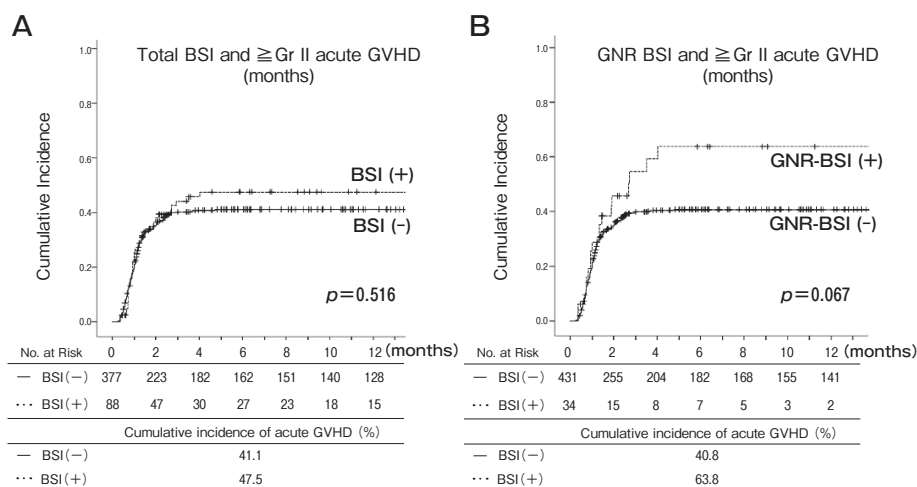 A
Total BSI and ≧Gr II acute GVHD
(months)
Cumulative Incidence
1.0
0.8
0.6
0.4
0.2
0.0
BSI (+)
BSI (-)
p=0.516
No. at Risk 0 2 4 6 8 10 12 (months)
— BSI(−) 377 223 182 162 151 140 128
··· BSI(+) 88 47 30 27 23 18 15
Cumulative incidence of acute GVHD (%)
— BSI(−) 41.1
··· BSI(+) 47.5
B
GNR BSI and ≧Gr II acute GVHD
(months)
Cumulative Incidence
1.0
0.8
0.6
0.4
0.2
0.0
GNR-BSI (+)
GNR-BSI (-)
p=0.067
No. at Risk 0 2 4 6 8 10 12 (months)
— BSI(−) 431 255 204 182 168 155 141
··· BSI(+) 34 15 8 7 5 3 2
Cumulative incidence of acute GVHD (%)
— BSI(−) 40.8
··· BSI(+) 63.8